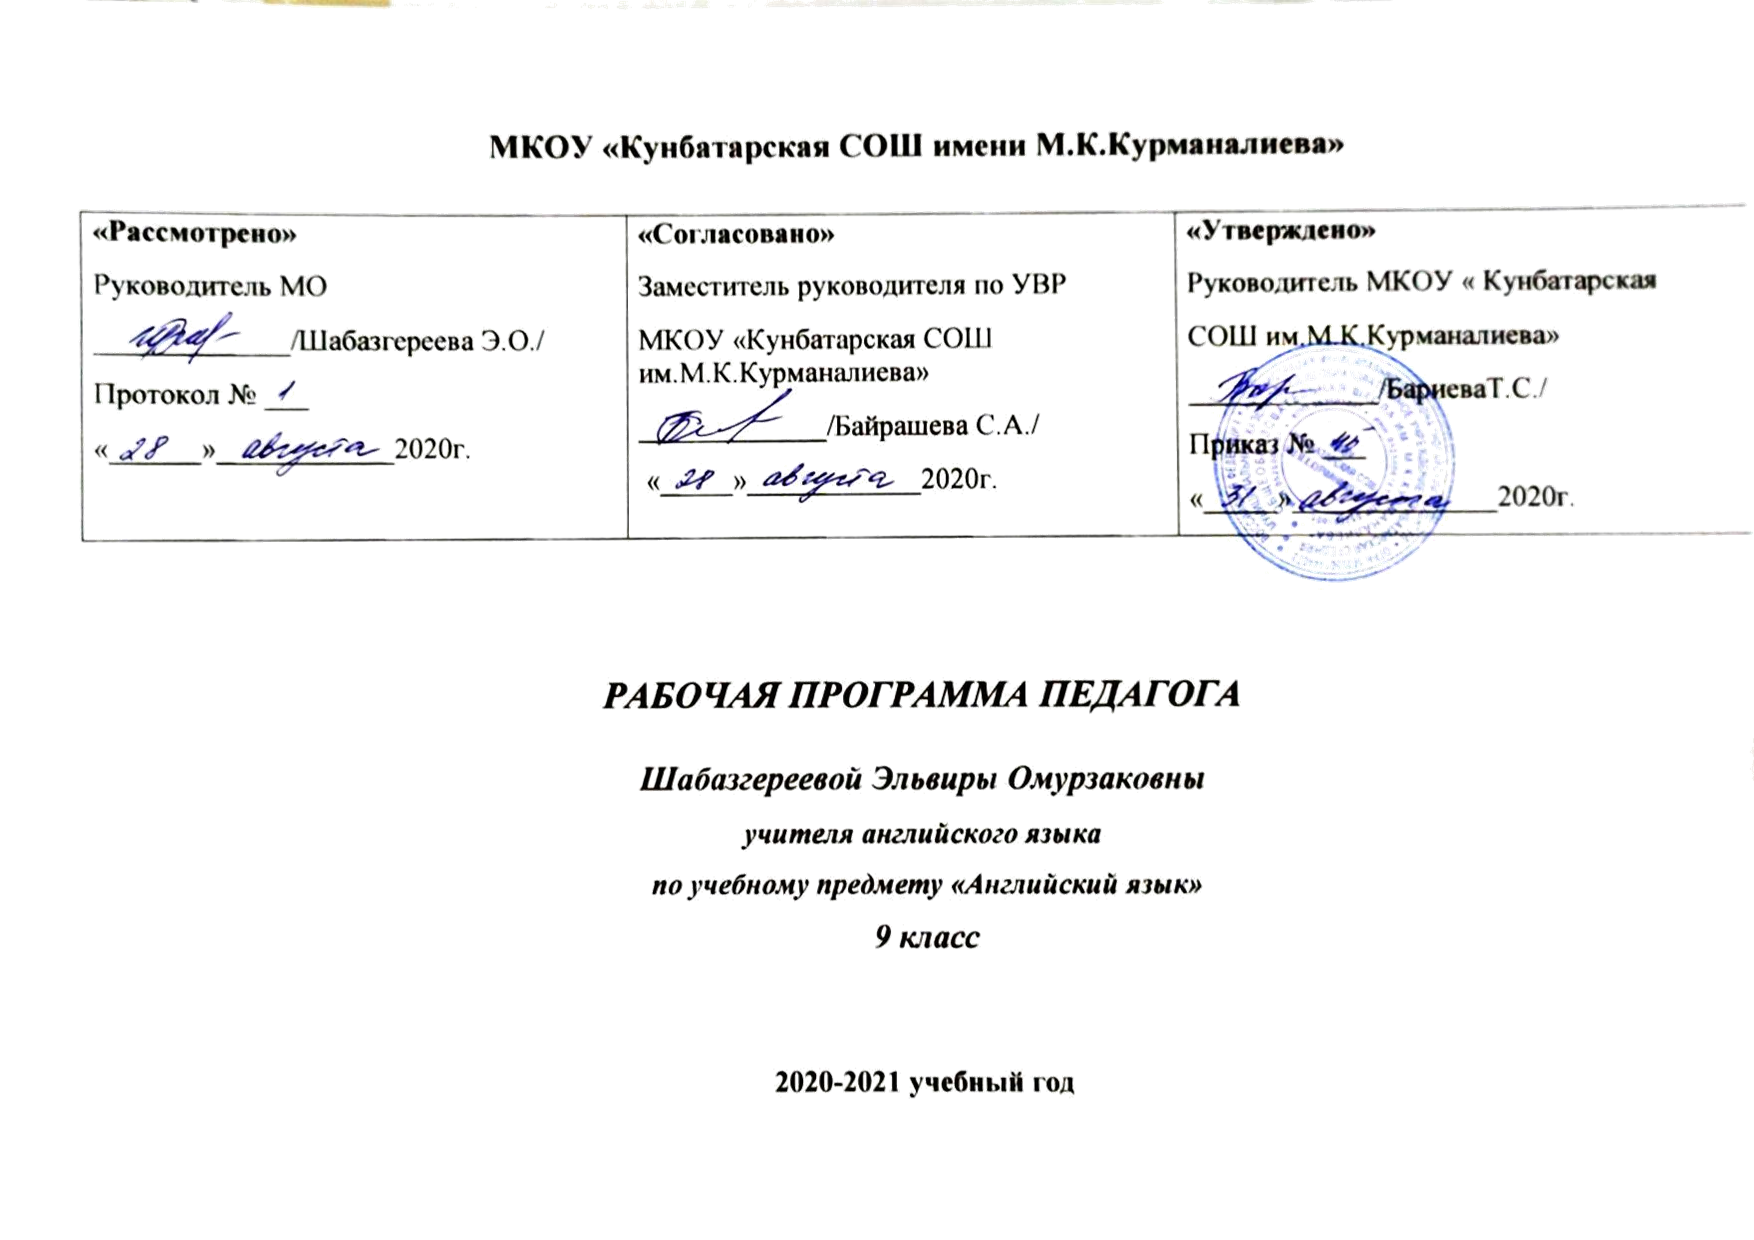 МКОУ «Кунбатарская СОШ имени М.К.Курманалиева»
«Рассмотрено»
Руководитель МО
/Шабазгереева Э.О./
Протокол № 1
«28» августа 2020г.
«Согласовано»
Заместитель руководителя по УВР
МКОУ «Кунбатарская СОШ
им.М.К.Курманалиева»
/Байрашева С.А./
«28» августа 2020г.
«Утверждено»
Руководитель МКОУ « Кунбатарская
СОШ им.М.К.Курманалиева»
/БариеваТ.С./
Приказ №
«31» августа 2020г.
РАБОЧАЯ ПРОГРАММА ПЕДАГОГА
Шабазгереевой Эльвиры Омурзаковны
учителя английского языка
по учебному предмету «Английский язык»
9 класс
2020-2021 учебный год